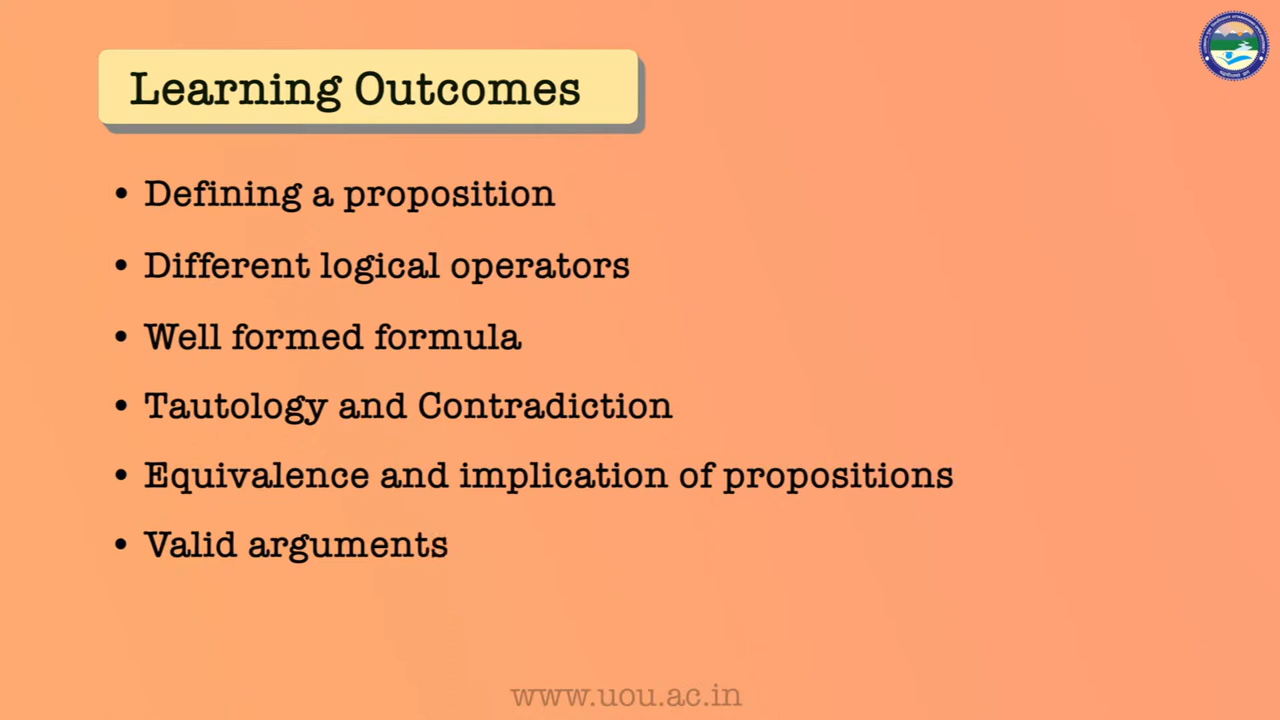 Learning Outcomes
• Defining a proposition
• Different logical operators
• Well formed formula
• Tautology and Contradiction
• Equivalence and implication of propositions
• Valid arguments
www.uou.ac.in